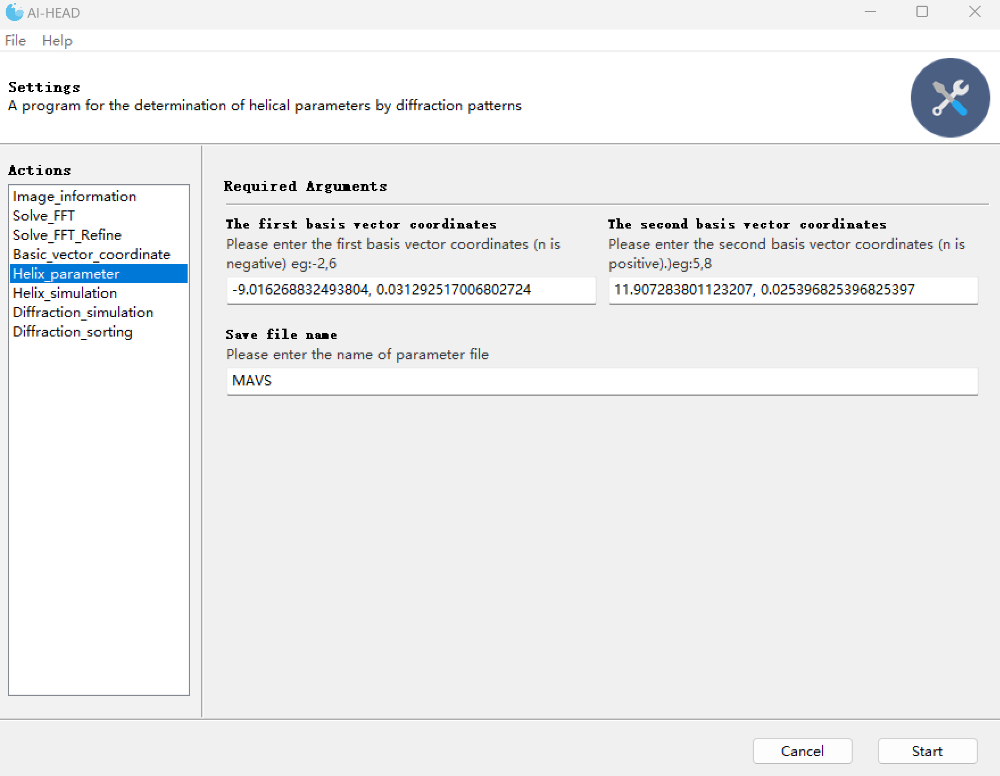 AI-HEAD
File Help
Settings
A program for the determination of helical parameters by diffraction patterns
Actions
Image_information
Solve_FFT
Solve_FFT_Refine
Basic_vector_coordinate
Helix_parameter
Helix_simulation
Diffraction_simulation
Diffraction_sorting
Required Arguments
The first basis vector coordinates
Please enter the first basis vector coordinates (n is
negative) eg:-2,6
-9.016268832493804, 0.031292517006802724
The second basis vector coordinates
Please enter the second basis vector coordinates (n is
positive).)eg:5,8
11.907283801123207, 0.025396825396825397
Save file name
Please enter the name of parameter file
MAVS
Cancel
Start